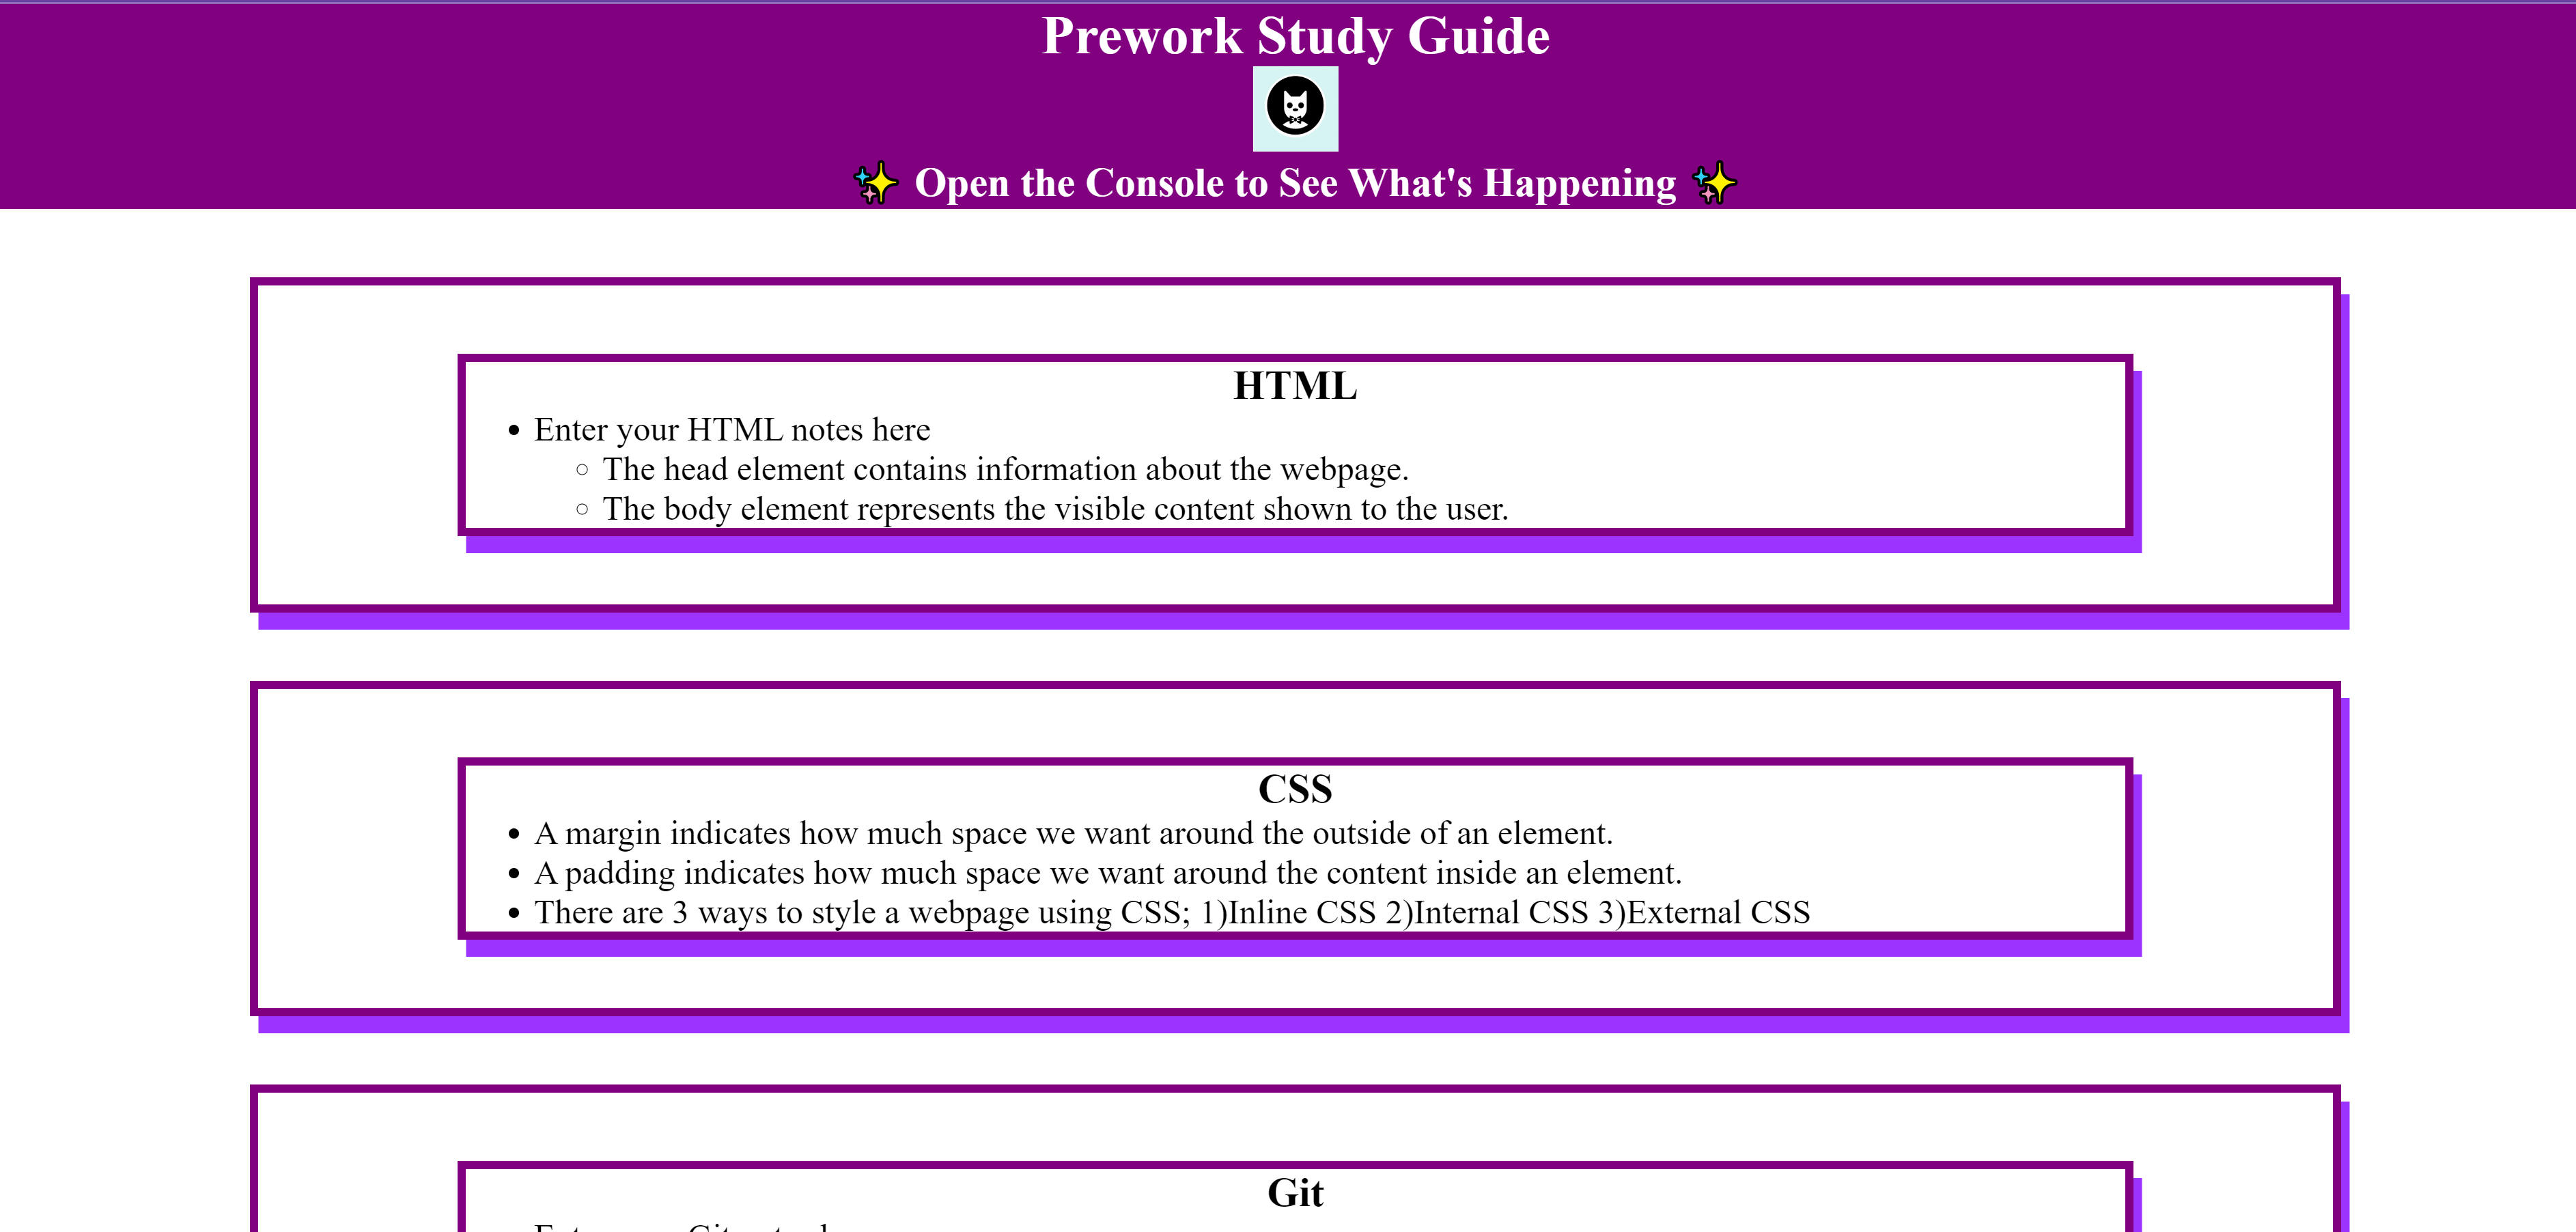 Prework Study Guide
✨ Open the Console to See What's Happening ✨
HTML
Enter your HTML notes here
The head element contains information about the webpage.
The body element represents the visible content shown to the user.
CSS
A margin indicates how much space we want around the outside of an element.
A padding indicates how much space we want around the content inside an element.
There are 3 ways to style a webpage using CSS; 1)Inline CSS 2)Internal CSS 3)External CSS
Git